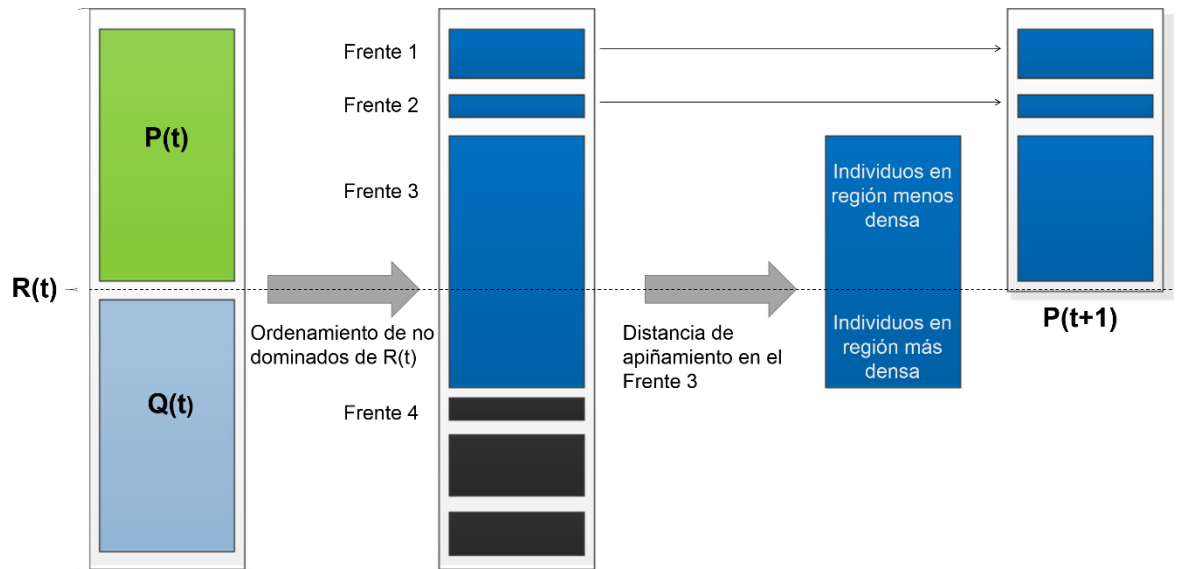 P(t)
Q(t)
R(t)
Ordenamiento de no
dominados de R(t)
Frente 1
Frente 2
Frente 3
Frente 4
Distancia de
apiñamiento en el
Frente 3
Individuos en
región menos
densa
Individuos en
región más
densa
P(t+1)